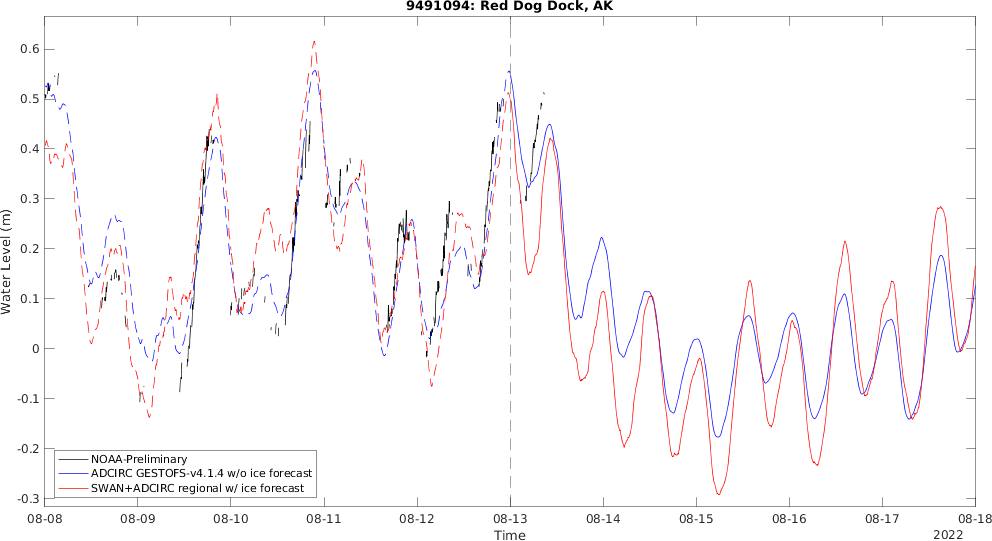 9491094: Red Dog Dock, AK
Water Level (m)
0.6
0.5
0.4
0.3
0.2
0.1
0
-0.1
-0.2
-0.3
NOAA-Preliminary
ADCIRC GESTOFS-v4.1.4 w/o ice forecast
SWAN+ADCIRC regional w/ ice forecast
08-08 08-09 08-10 08-11 08-12 08-13 08-14 08-15 08-16 08-17 08-18
Time
2022